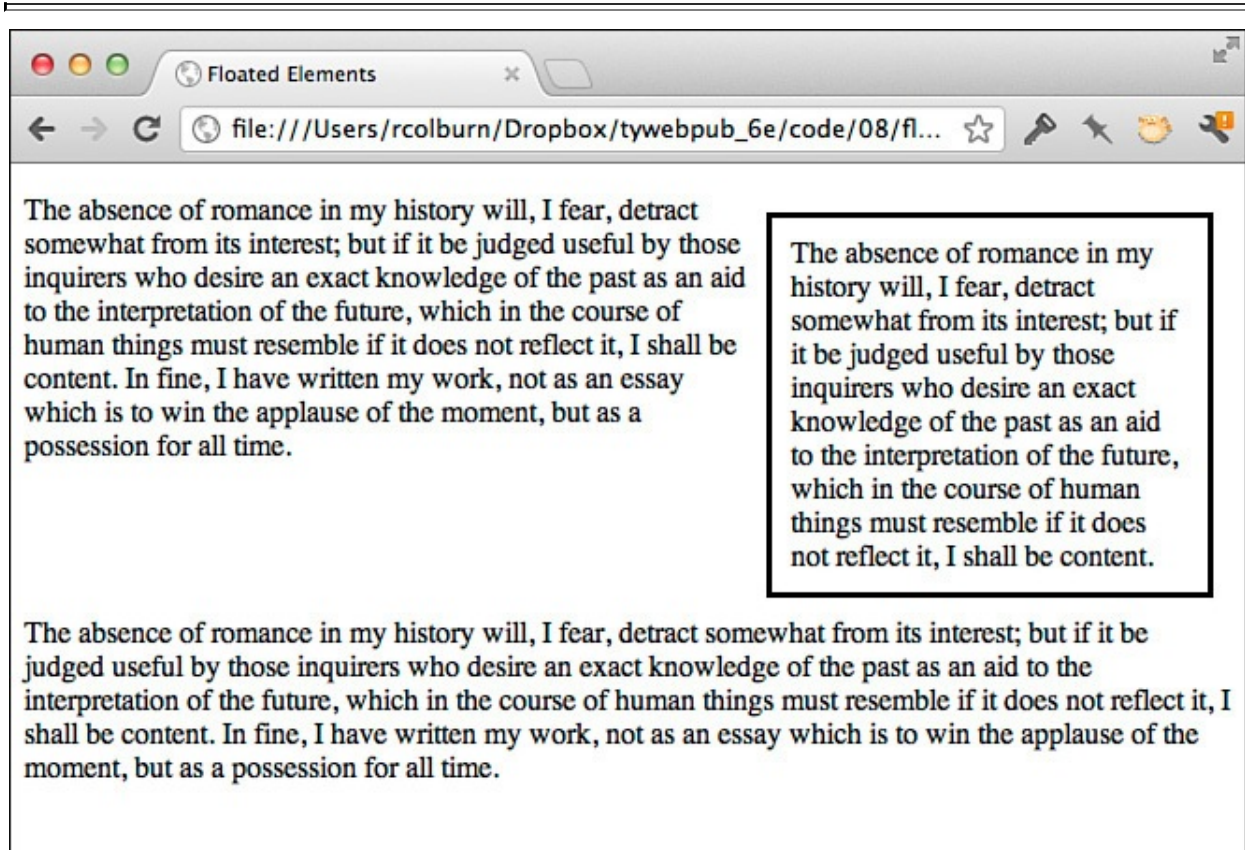 Floated Elements
file:///Users/rcolburn/Dropbox/tywebpub_6e/code/08/fl...
The absence of romance in my history will, I fear, detract
somewhat from its interest; but if it be judged useful by those
inquirers who desire an exact knowledge of the past as an aid
to the interpretation of the future, which in the course of
human things must resemble if it does not reflect it, I shall be
content. In fine, I have written my work, not as an essay
which is to win the applause of the moment, but as a
possession for all time.
The absence of romance in my
history will, I fear, detract
somewhat from its interest; but if
it be judged useful by those
inquirers who desire an exact
knowledge of the past as an aid
to the interpretation of the future,
which in the course of human
things must resemble if it does
not reflect it, I shall be content.
The absence of romance in my history will, I fear, detract somewhat from its interest; but if it be
judged useful by those inquirers who desire an exact knowledge of the past as an aid to the
interpretation of the future, which in the course of human things must resemble if it does not reflect it, I
shall be content. In fine, I have written my work, not as an essay which is to win the applause of the
moment, but as a possession for all time.